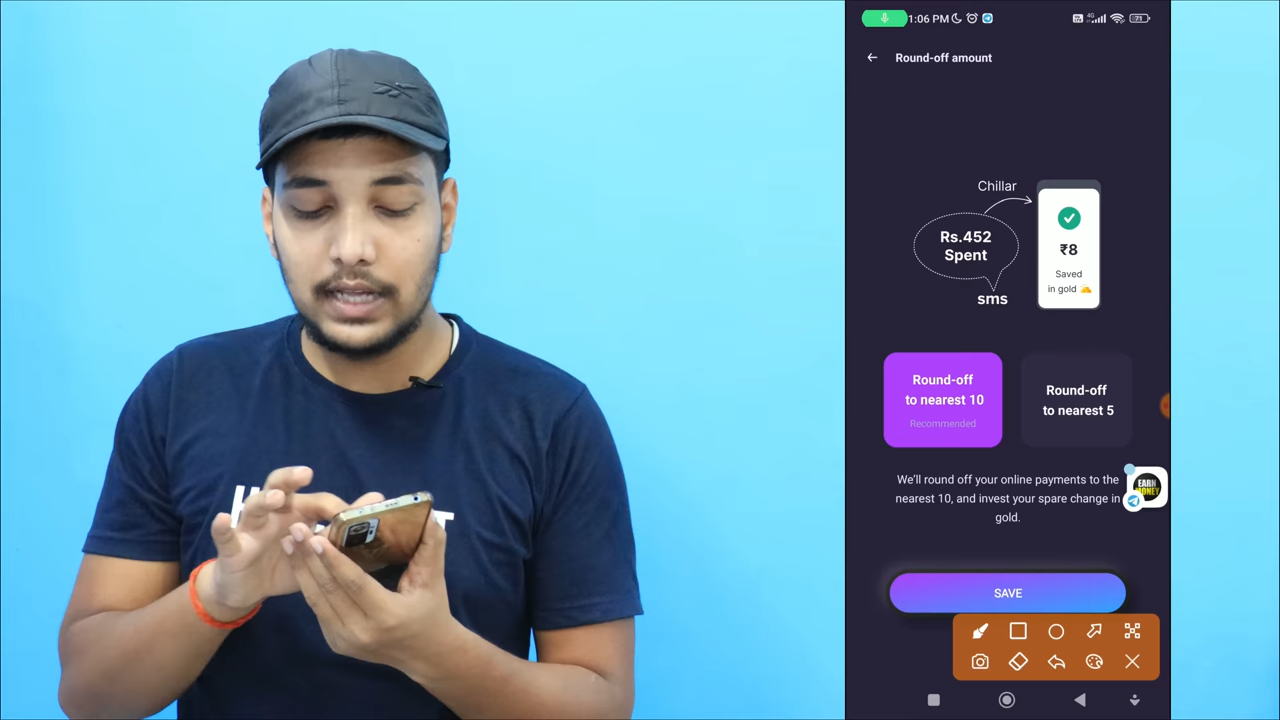 1:06 PM
4G
71
Round-off amount
Chillar
Rs.452
Spent
sms
₹8
Saved
in gold
Round-off
to nearest 10
Recommended
Round-off
to nearest 5
We'll round off your online payments to the
nearest 10, and invest your spare change in
gold.
EARN
MONEY
SAVE